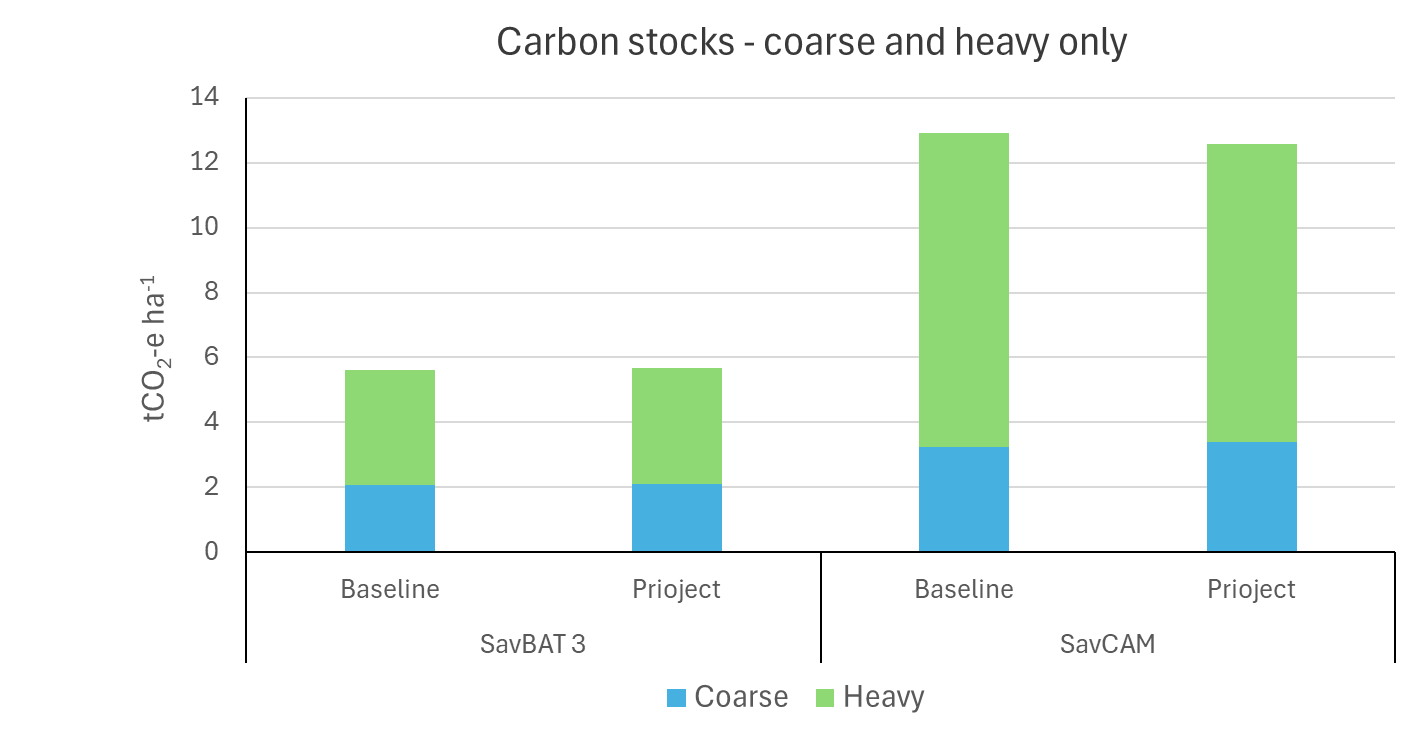 Carbon stocks - coarse and heavy only
14
12
10
8
6
4
2
0
tCO₂-e ha⁻¹
Baseline Prioject Baseline Prioject
SavBAT 3 SavCAM
Coarse Heavy